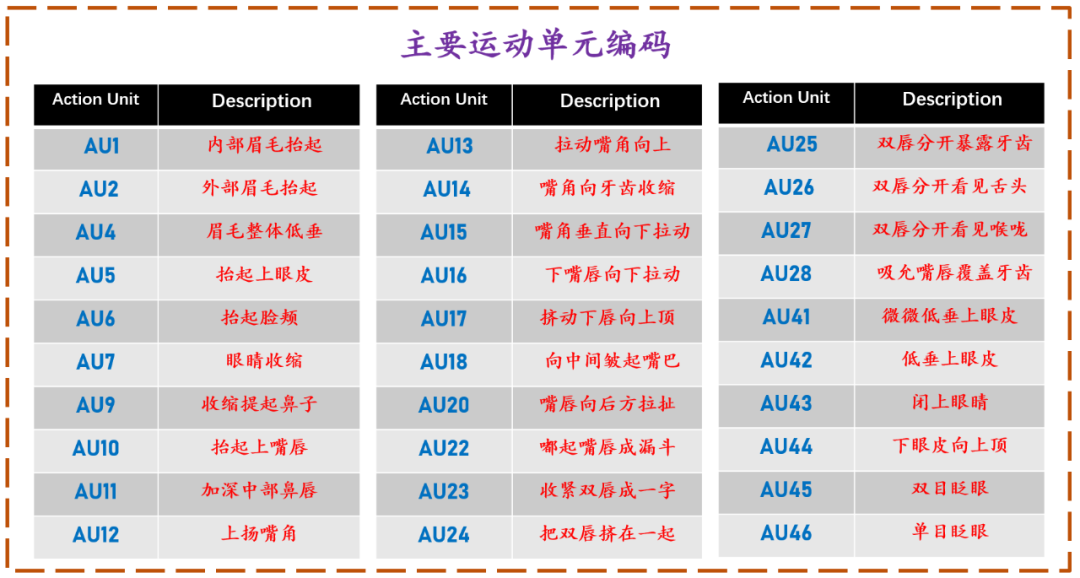 主要运动单元编码
Action Unit Description
AU1 内部眉毛抬起
AU2 外部眉毛抬起
AU4 眉毛整体低垂
AU5 抬起上眼皮
AU6 抬起脸颊
AU7 眼睛收缩
AU9 收缩提起鼻子
AU10 抬起上嘴唇
AU11 加深中部鼻唇
AU12 上扬嘴角
Action Unit Description
AU13 拉动嘴角向上
AU14 嘴角向牙齿收缩
AU15 嘴角垂直向下拉动
AU16 下嘴唇向下拉动
AU17 挤动下唇向上顶
AU18 向中间皱起嘴巴
AU20 嘴唇向后方拉扯
AU22 嘟起嘴唇成漏斗
AU23 收紧双唇成一字
AU24 把双唇挤在一起
Action Unit Description
AU25 双唇分开暴露牙齿
AU26 双唇分开看见舌头
AU27 双唇分开看见喉咙
AU28 吸允嘴唇覆盖牙齿
AU41 微微低垂上眼皮
AU42 低垂上眼皮
AU43 闭上眼睛
AU44 下眼皮向上顶
AU45 双目眨眼
AU46 单目眨眼